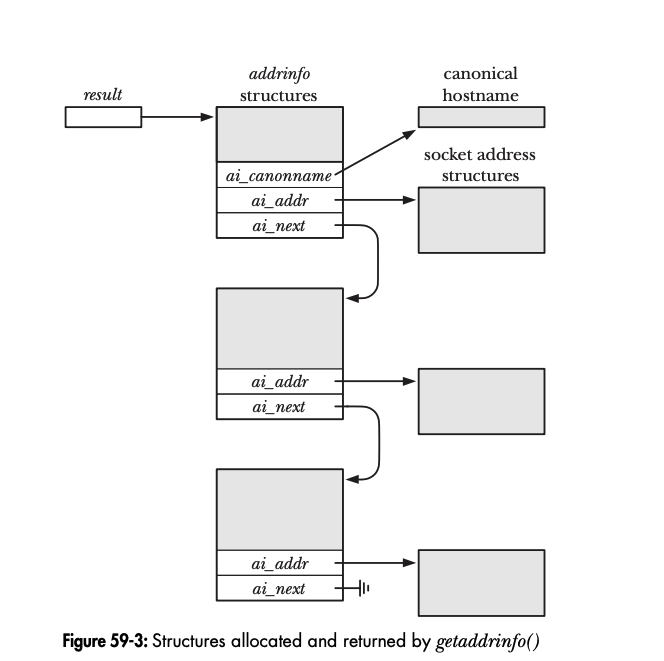 result
addrinfo
structures
canonical
hostname
ai_canonname
socket address
structures
ai_addr
ai_next
ai_addr
ai_next
ai_addr
ai_next
Figure 59-3: Structures allocated and returned by getaddrinfo()